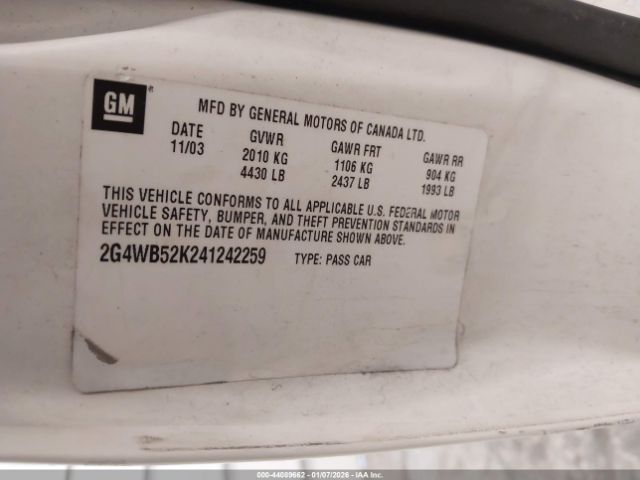 GM®
MFD BY GENERAL MOTORS OF CANADA LTD.
DATE GVWR GAWR FRT GAWR RR
11/03 2010 KG 1106 KG 904 KG
4430 LB 2437 LB 1993 LB
THIS VEHICLE CONFORMS TO ALL APPLICABLE U.S. FEDERAL MOTOR
VEHICLE SAFETY, BUMPER, AND THEFT PREVENTION STANDARDS IN
EFFECT ON THE DATE OF MANUFACTURE SHOWN ABOVE.
2G4WB52K241242259 TYPE: PASS CAR
000-44089662 - 01/07/2026 - IAA Inc.